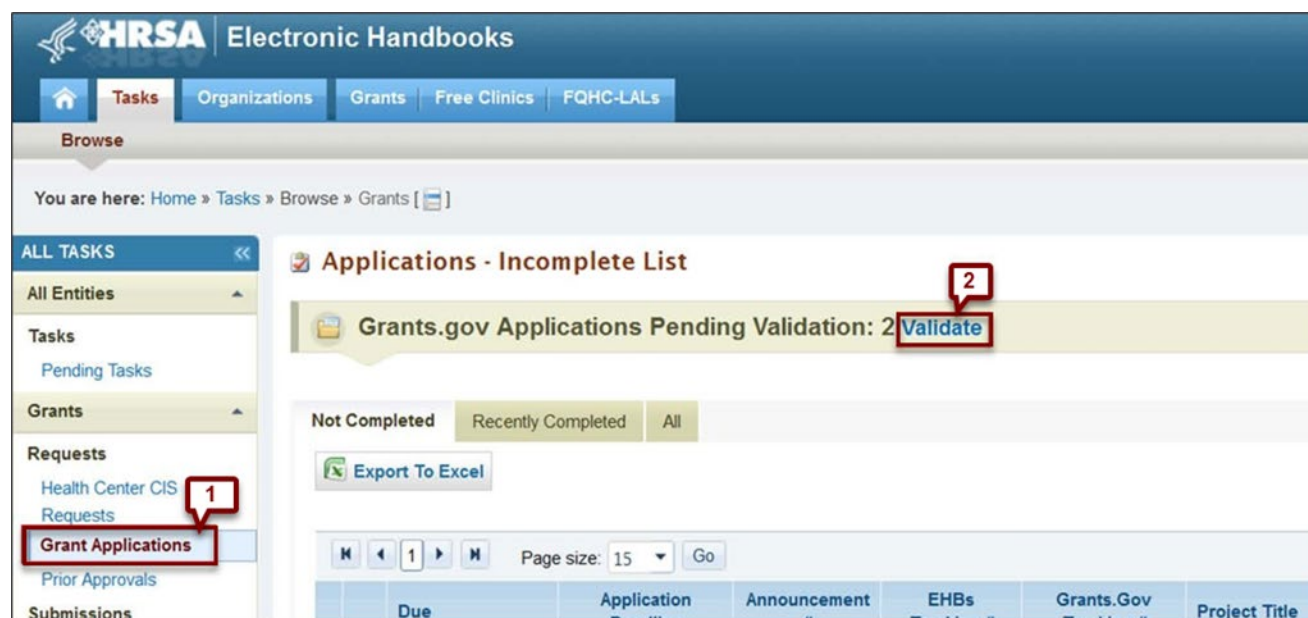 HRSA Electronic Handbooks
Tasks Organizations Grants Free Clinics FQHC-LALs
Browse
You are here: Home » Tasks » Browse » Grants [ ]
ALL TASKS «
All Entities
Tasks
Pending Tasks
Grants
Requests
Health Center CIS
Requests
1
Grant Applications
Prior Approvals
Submissions
Applications - Incomplete List
2
Grants.gov Applications Pending Validation: 2 Validate
Not Completed Recently Completed All
Export To Excel
1 Page size: 15 Go
Due Application Announcement EHBs Grants.Gov Project Title